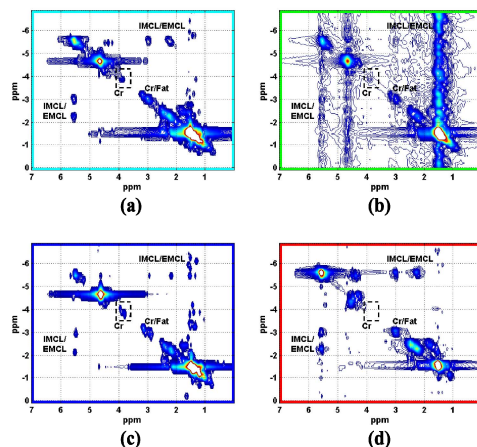 IMCL/EMCL
IMCL/EMCL
-6
-5
-4
-3
-2
-1
0
ppm
IMCL/
EMCL
Cr
Cr/Fat
7 6 5 4 3 2 1
ppm
(a)
-6
-5
-4
-3
-2
-1
0
ppm
IMCL/
EMCL
Cr
Cr/Fat
7 6 5 4 3 2 1
ppm
(b)
IMCL/EMCL
IMCL/EMCL
-6
-5
-4
-3
-2
-1
0
ppm
IMCL/
EMCL
Cr
Cr/Fat
7 6 5 4 3 2 1
ppm
(c)
-6
-5
-4
-3
-2
-1
0
ppm
IMCL/
EMCL
Cr
Cr/Fat
7 6 5 4 3 2 1
ppm
(d)